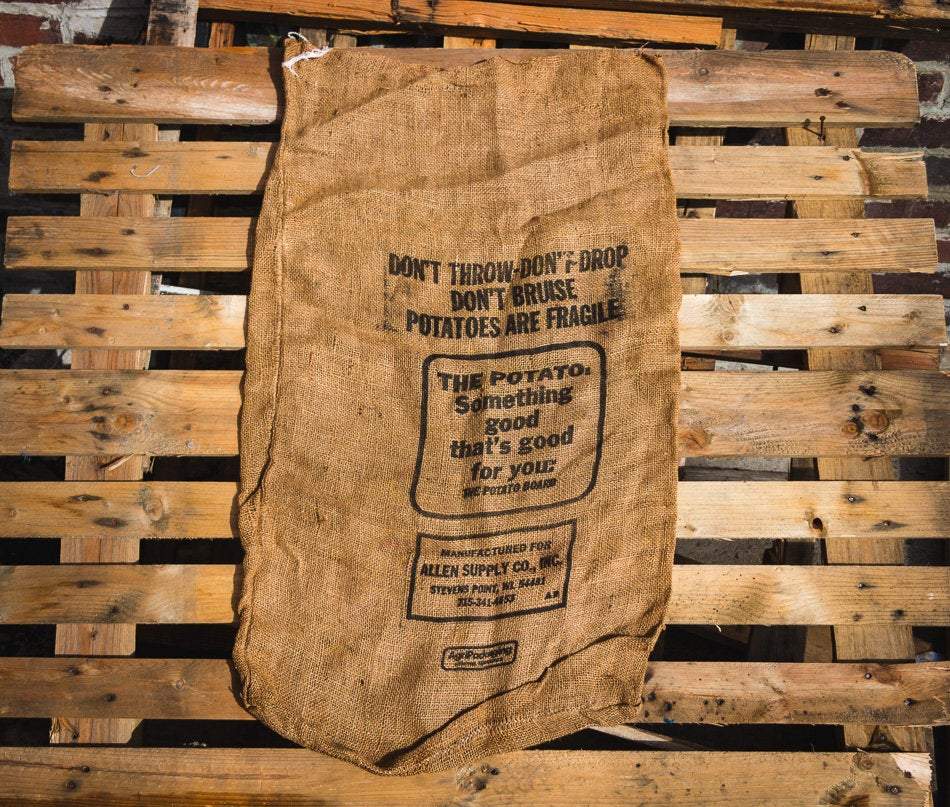 DON'T THROW-DON'T DROP
DON'T BRUISE
POTATOES ARE FRAGILE
THE POTATO.
Something
good
that's good
for you.
THE POTATO BOARD
MANUFACTURED FOR
ALLEN SUPPLY CO., INC.
STEVENS POINT, WI. 54481
715-341-4853